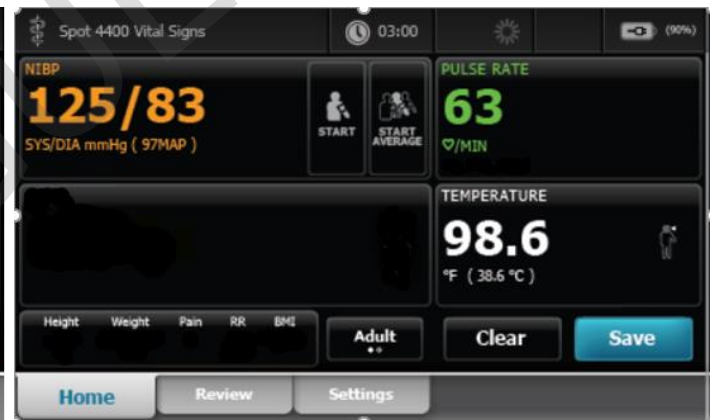 Spot 4400 Vital Signs 03:00 (90%)
NIBP
125/83
SYS/DIA mmHg ( 97MAP )
START
START
AVERAGE
PULSE RATE
63
♡/MIN
TEMPERATURE
98.6
°F ( 38.6 °C )
Height Weight Pain RR BMI
Adult
Clear
Save
Home Review Settings